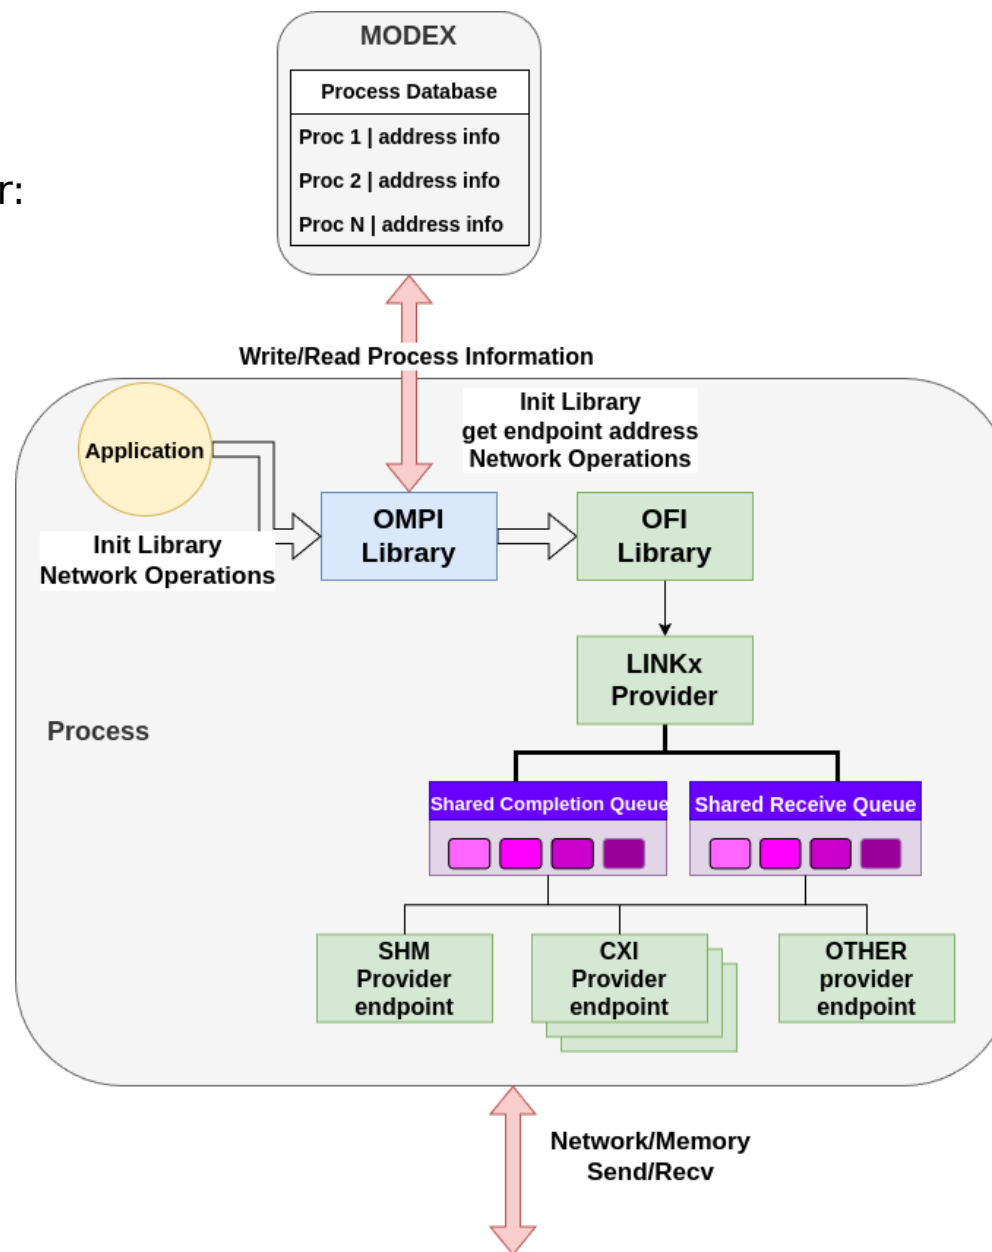 MODEX
Process Database
Proc 1 | address info
Proc 2 | address info
Proc N | address info
r:
Write/Read Process Information
Init Library
get endpoint address
Network Operations
Application
OMPI
Library
OFI
Library
Init Library
Network Operations
LINKx
Provider
Process
Shared Completion Queue
Shared Receive Queue
SHM
Provider
endpoint
CXI
Provider
endpoint
OTHER
provider
endpoint
Network/Memory
Send/Recv